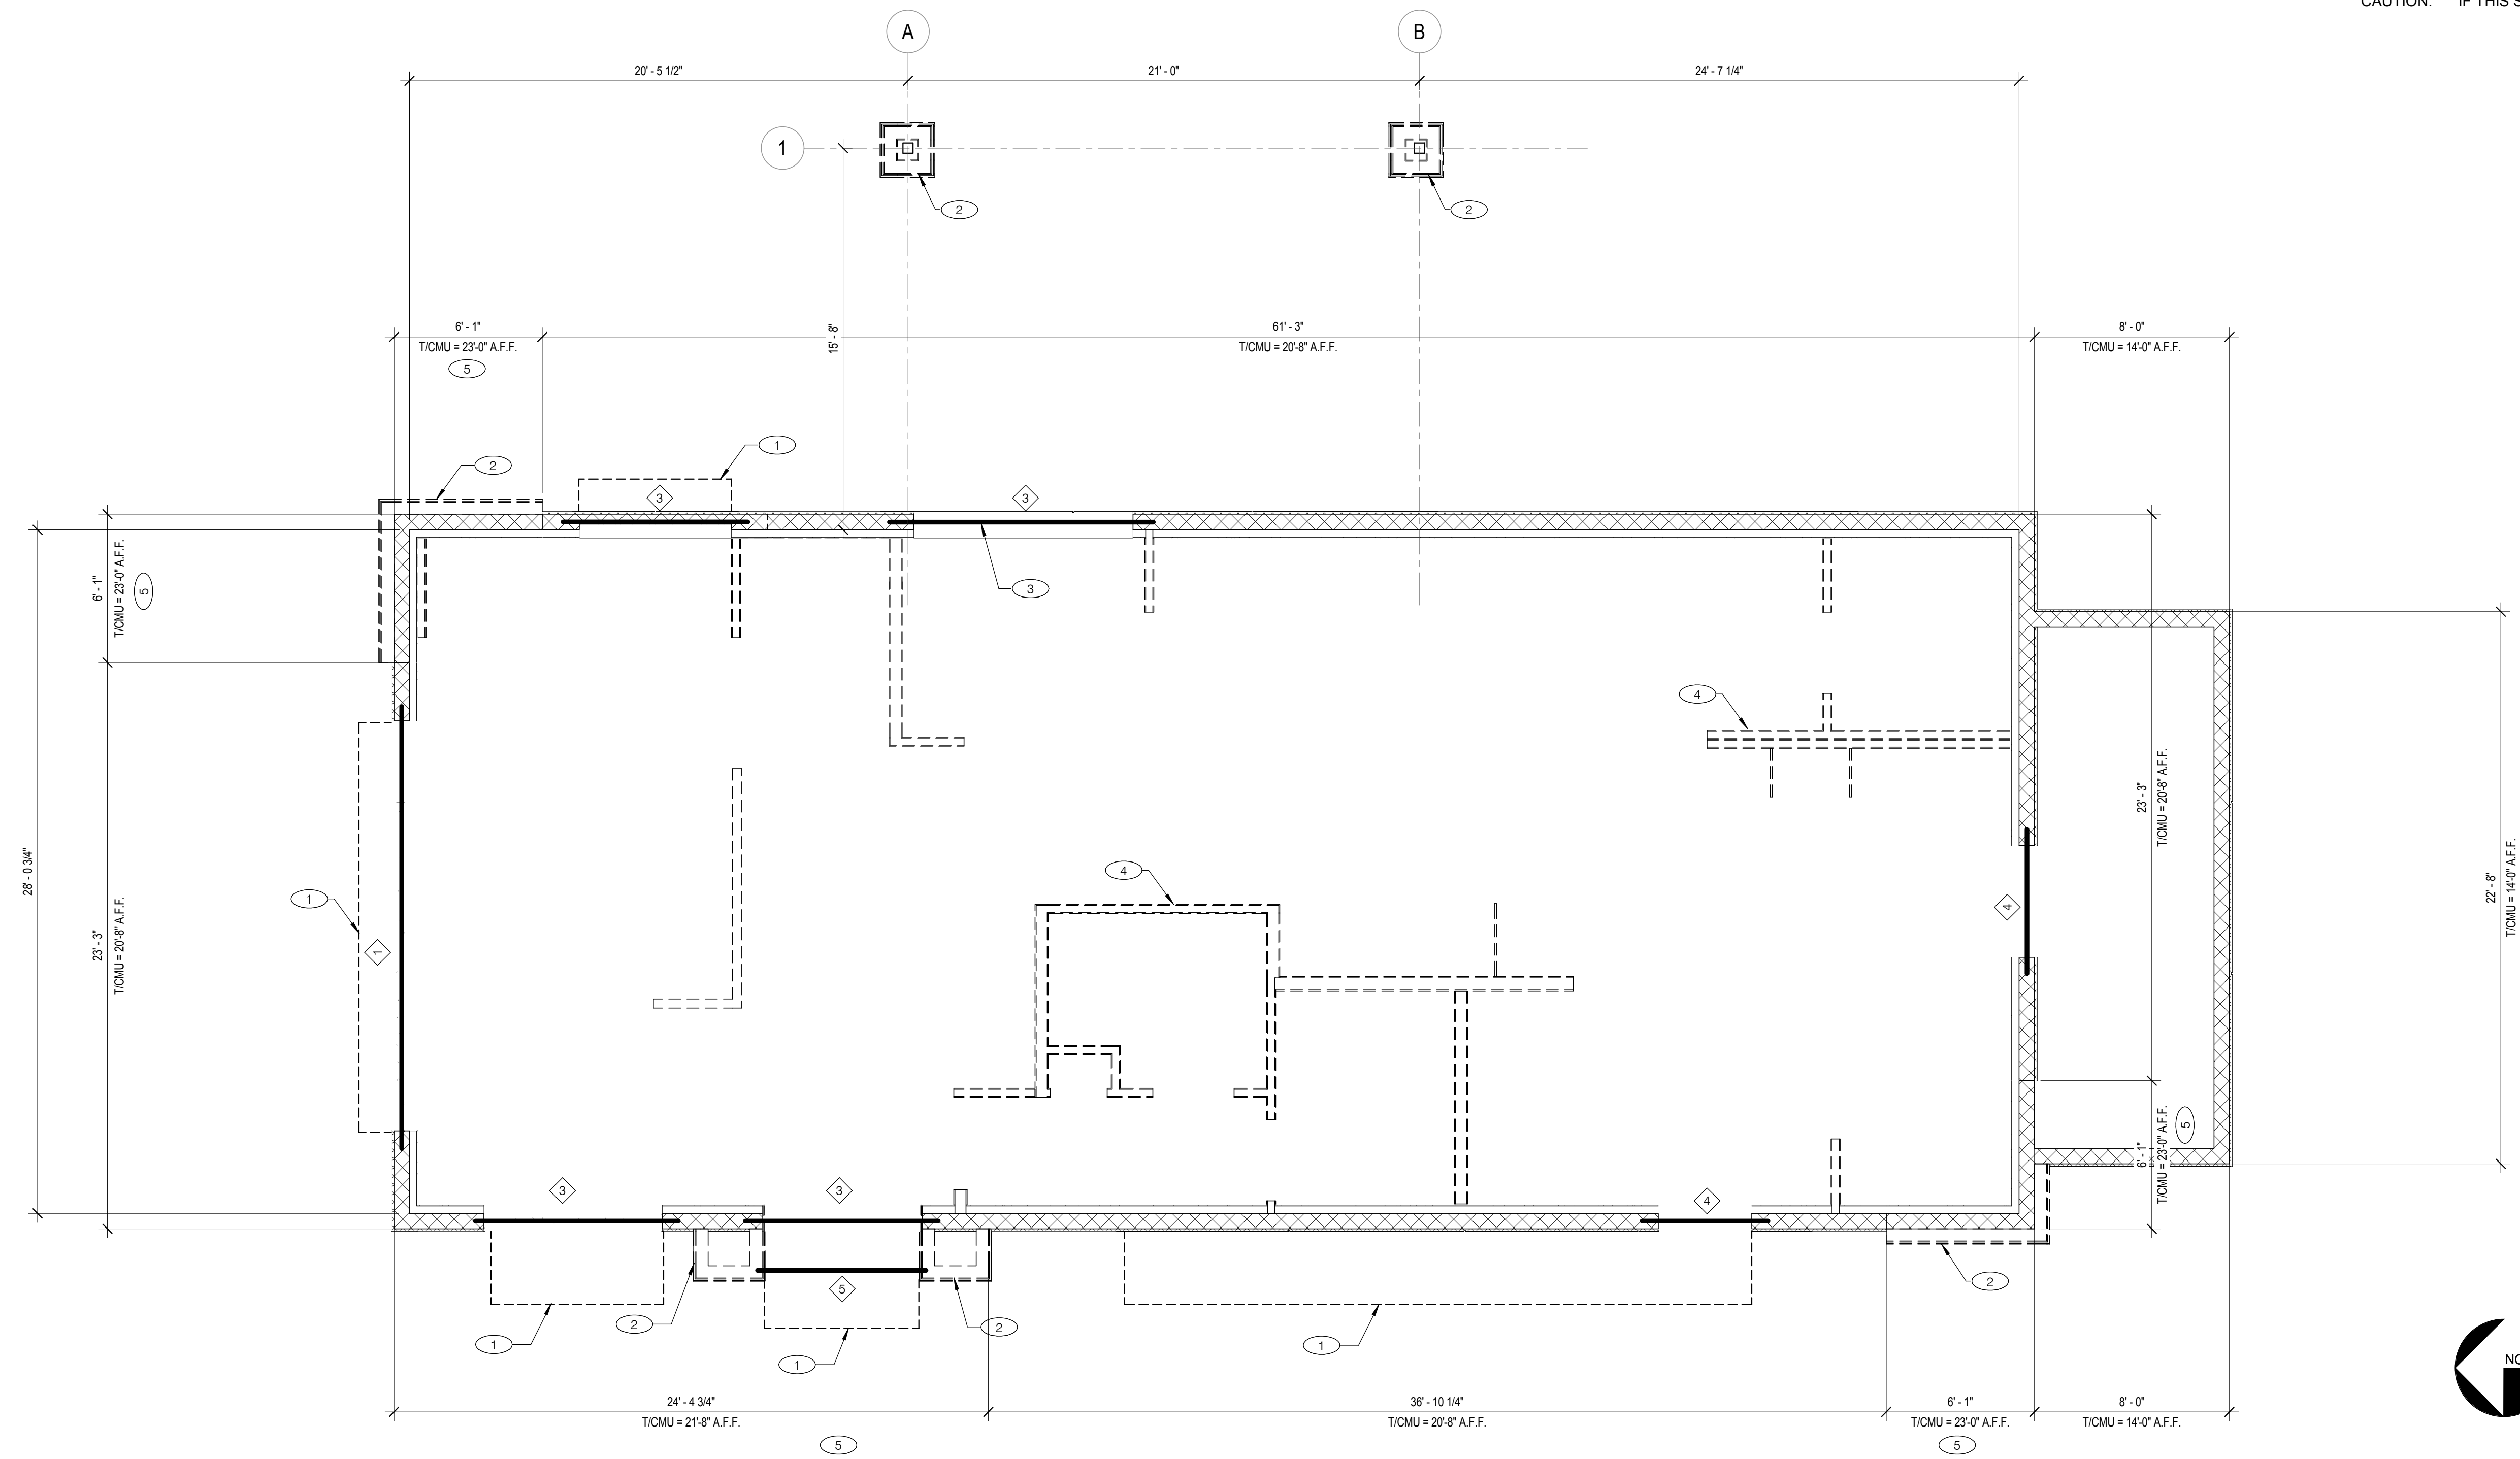 CAUTION: IF THIS S
A
B
20' - 5 1/2"
21' - 0"
24' - 7 1/4"
1
2
2
6' - 1"
T/CMU = 23'-0" A.F.F.
5
15' - 8"
61' - 3"
T/CMU = 20'-8" A.F.F.
8' - 0"
T/CMU = 14'-0" A.F.F.
1
2
3
3
6' - 1"
T/CMU = 23'-0" A.F.F.
5
3
4
23' - 3"
T/CMU = 20'-8" A.F.F.
28' - 0 3/4"
23' - 3"
T/CMU = 20'-8" A.F.F.
1
1
4
4
22' - 8"
T/CMU = 14'-0" A.F.F.
6' - 1"
T/CMU = 23'-0" A.F.F.
5
3
3
4
5
2
1
2
2
1
1
NO
24' - 4 3/4"
T/CMU = 21'-8" A.F.F.
5
36' - 10 1/4"
T/CMU = 20'-8" A.F.F.
6' - 1"
T/CMU = 23'-0" A.F.F.
5
8' - 0"
T/CMU = 14'-0" A.F.F.